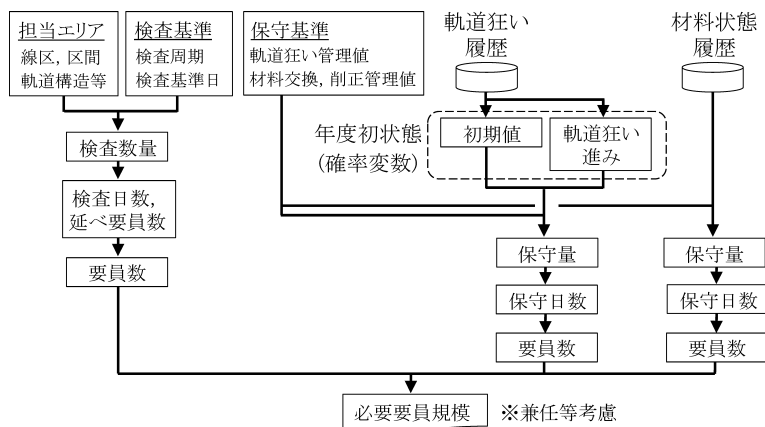 担当エリア
線区, 区間
軌道構造等
検査基準
検査周期
検査基準日
保守基準
軌道狂い管理値
材料交換, 削正管理値
軌道狂い
履歴
材料状態
履歴
年度初状態
(確率変数)
初期値
軌道狂い
進み
検査数量
検査日数,
延べ要員数
要員数
保守量
保守日数
要員数
保守量
保守日数
要員数
必要要員規模
※兼任等考慮